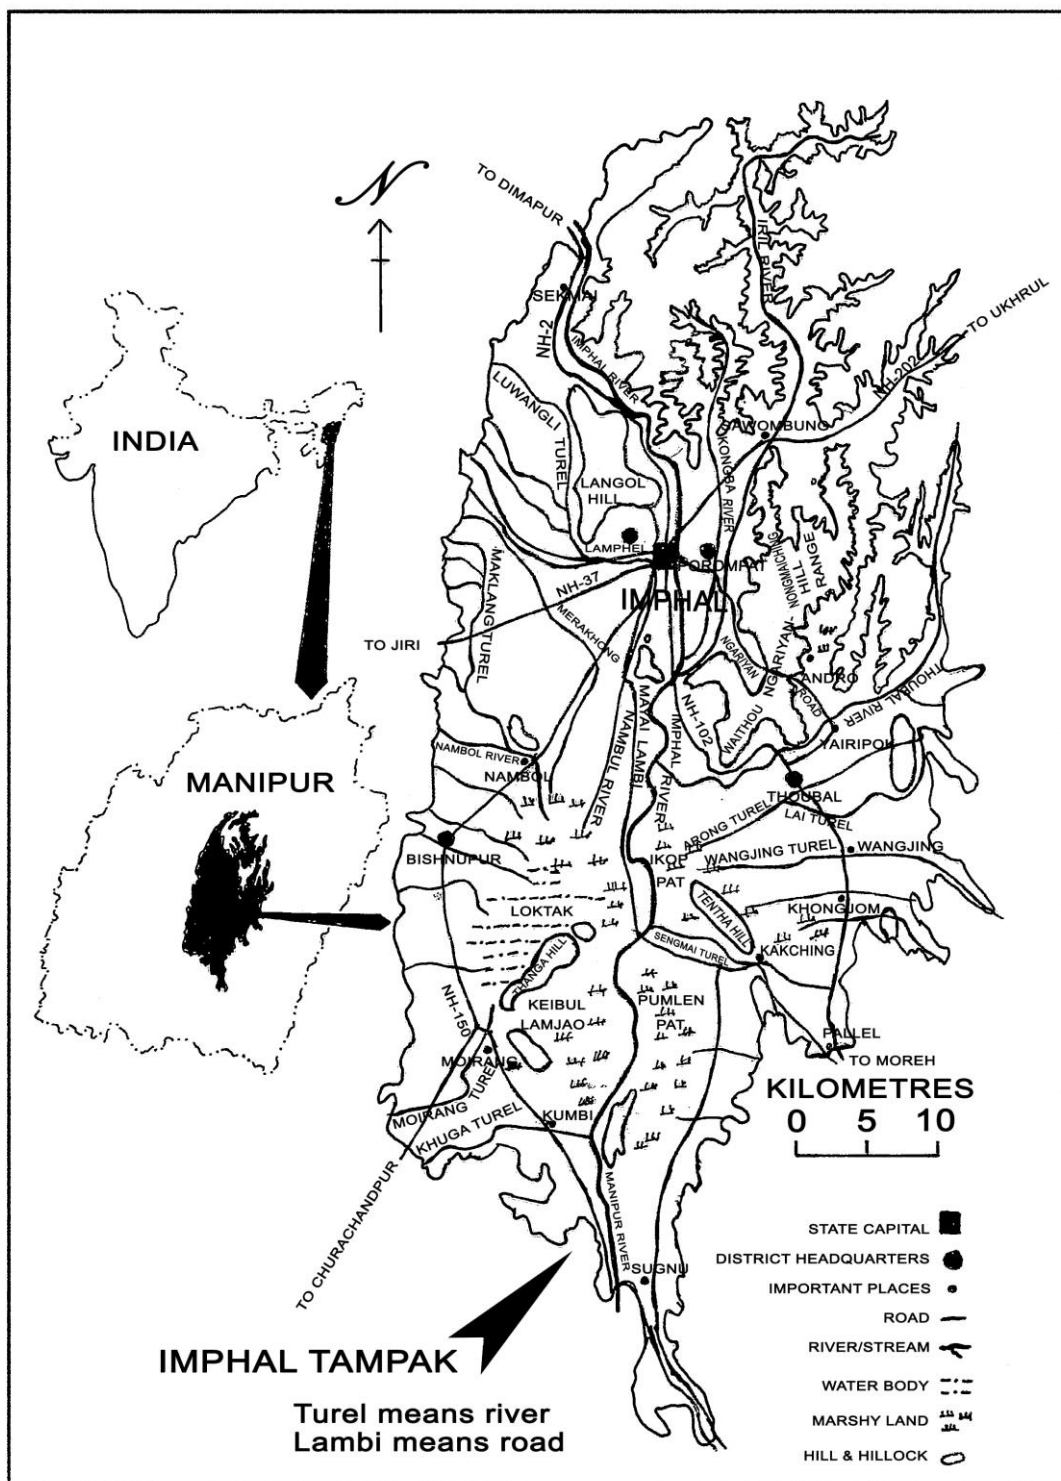 N
TO DIMAPUR
IRIL RIVER
TO UKHRUL
SEKMAI
NH-2
IMPHAL RIVER
NH-202
LUWANGLI TUREL
SAWOMBUNG
INDIA
KONGBA RIVER
LANGOL
HILL
LAMPHEL
POROMPAT
NONGMAICHING
HILL
RANGE
MAKLANG TUREL
NH-37
IMPHAL
MERAKHONG
TO JIRI
NGARIYAN
NGARIYAN
ANDRO
ROAD
THOUBAL RIVER
WAITHOU
NH-102
MAYAI LAMBI
IMPHAL RIVER
NAMBUL RIVER
YAIRIPOK
NAMBOL RIVER
NAMBOL
MANIPUR
THOUBAL
LAI TUREL
ARONG TUREL
BISHNUPUR
IKOP
PAT
WANGJING TUREL
WANGJING
TENTHA HILL
KHONGJOM
LOKTAK
SENGMAI TUREL
KAKCHING
THANGA HILL
KEIBUL
LAMJAO
PUMLEN
PAT
NH-150
MOIRANG
PALLEL
TO MOREH
MOIRANG TUREL
KHUGA TUREL
KUMBI
KILOMETRES
0 5 10
MANIPUR RIVER
TO CHURACHANDPUR
SUGNU
STATE CAPITAL
DISTRICT HEADQUARTERS
IMPORTANT PLACES
ROAD
RIVER/STREAM
WATER BODY
MARSHY LAND
HILL & HILLOCK
IMPHAL TAMPAK
Turel means river
Lambi means road